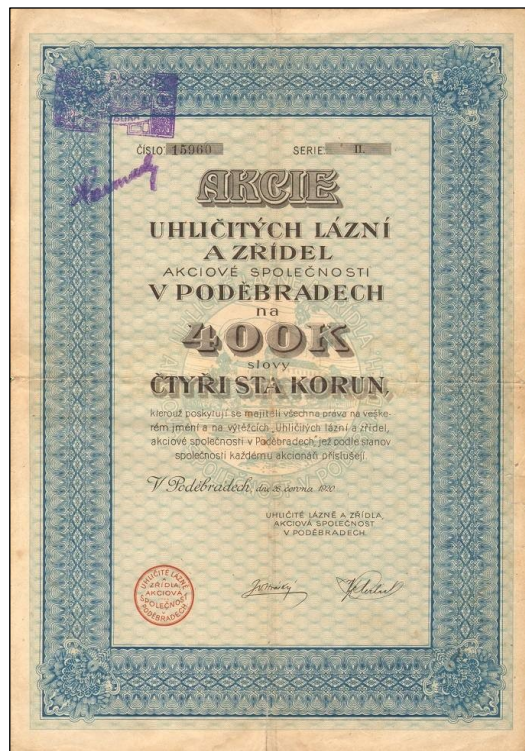 ČÍSLO 15960 SERIE II.
AKCIE
UHLIČITÝCH LÁZNÍ
A ZŘÍDEL
AKCIOVÉ SPOLEČNOSTI
V PODĚBRADECH
na
400K
slovy
ČTYŘI STA KORUN,
kterouž poskytují se majiteli všechna práva na veške-
rém jmění a na výtěžcích „Uhličitých lázní a zřídel,
akciové společnosti v Poděbradech, jež podle stanov
společnosti každému akcionáři příslušejí.
V Poděbradech, dne 26. června 1920
UHLIČITÉ LÁZNĚ A ZŘÍDLA,
AKCIOVÁ SPOLEČNOST
V PODĚBRADECH.
UHLIČITÉ LÁZNĚ
A
ZŘÍDLA
AKCIOVÁ
SPOLEČNOST
V
PODĚBRADECH